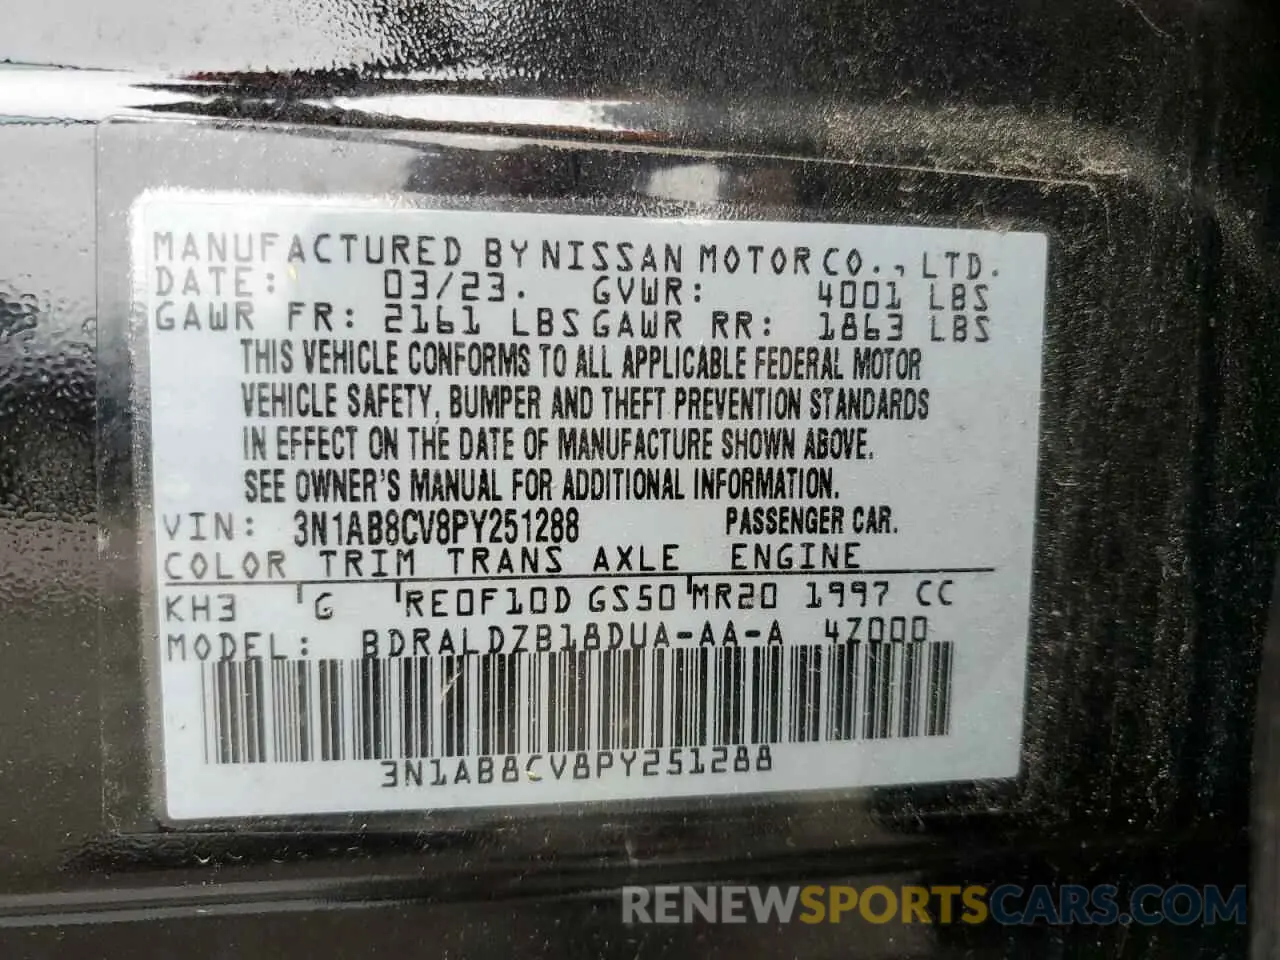 MANUFACTURED BY NISSAN MOTOR CO., LTD.
DATE: 03/23. GVWR: 4001 LBS
GAWR FR: 2161 LBS GAWR RR: 1863 LBS
THIS VEHICLE CONFORMS TO ALL APPLICABLE FEDERAL MOTOR
VEHICLE SAFETY, BUMPER AND THEFT PREVENTION STANDARDS
IN EFFECT ON THE DATE OF MANUFACTURE SHOWN ABOVE.
SEE OWNER'S MANUAL FOR ADDITIONAL INFORMATION.
VIN: 3N1AB8CV8PY251288 PASSENGER CAR.
COLOR TRIM TRANS AXLE ENGINE
KH3 G RE0F10D GS50 MR20 1997 CC
MODEL: BDRALDZB18DUA-AA-A 4Z000
3N1AB8CV8PY251288
RENEWSPORTSCARS.COM